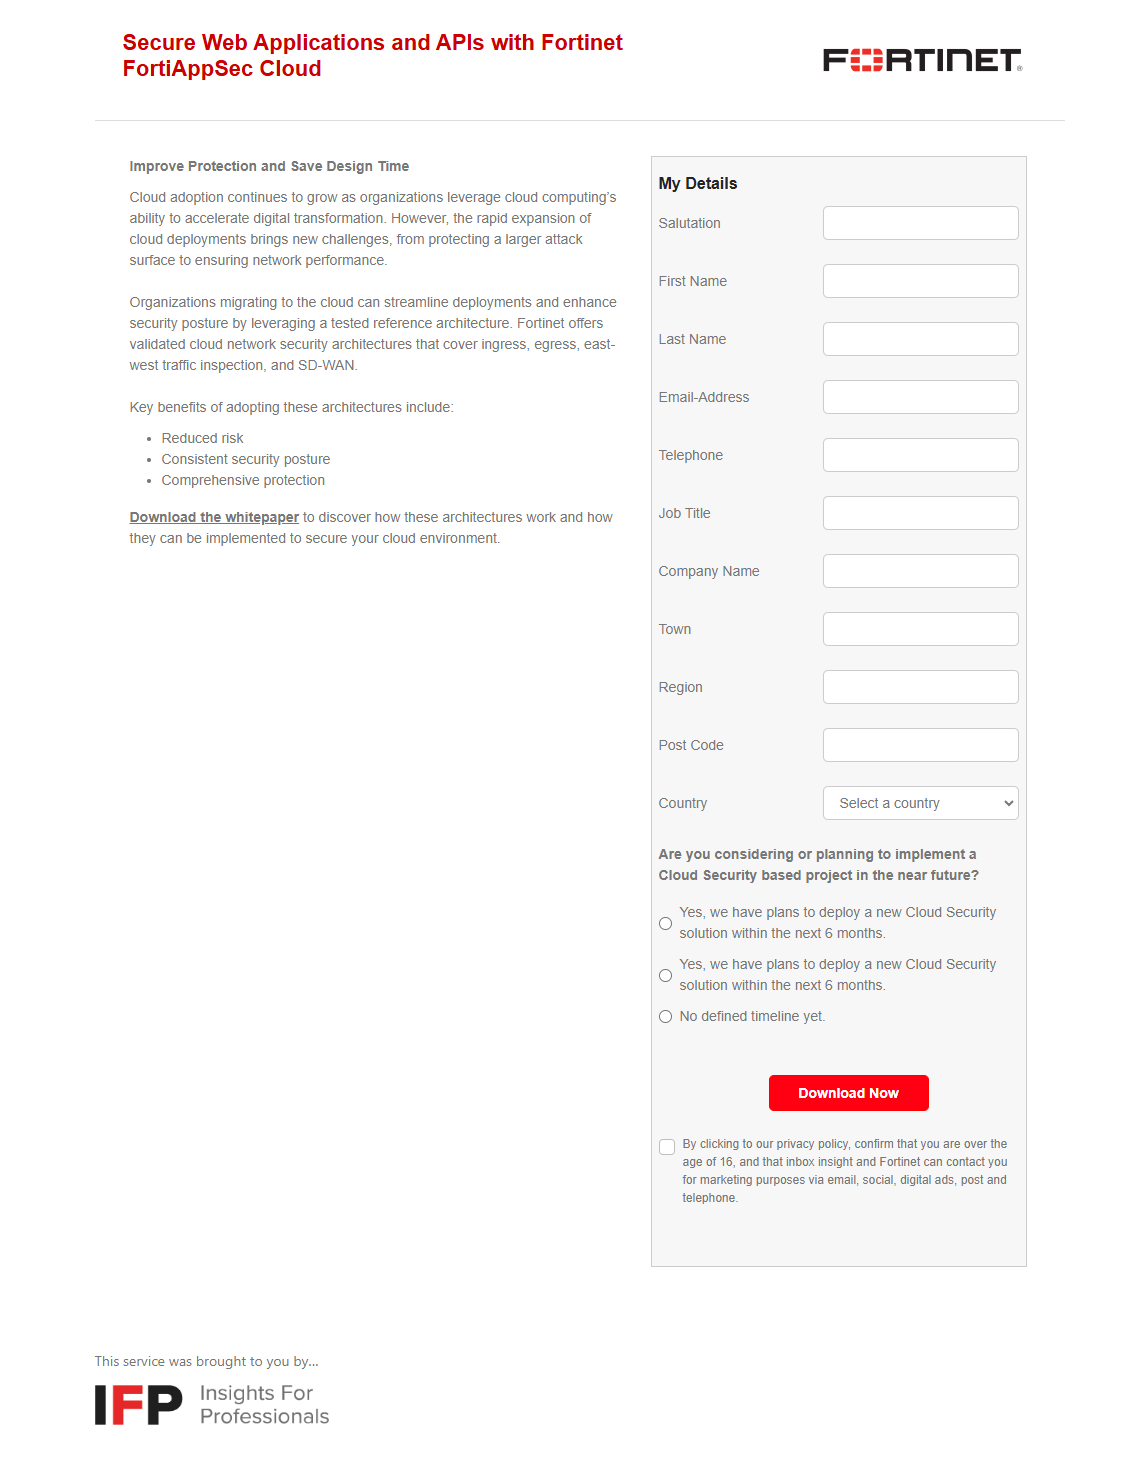 Secure Web Applications and APIs with Fortinet
FortiAppSec Cloud
FORTINET®
Improve Protection and Save Design Time
Cloud adoption continues to grow as organizations leverage cloud computing’s
ability to accelerate digital transformation. However, the rapid expansion of
cloud deployments brings new challenges, from protecting a larger attack
surface to ensuring network performance.
Organizations migrating to the cloud can streamline deployments and enhance
security posture by leveraging a tested reference architecture. Fortinet offers
validated cloud network security architectures that cover ingress, egress, east-
west traffic inspection, and SD-WAN.
Key benefits of adopting these architectures include:
• Reduced risk
• Consistent security posture
• Comprehensive protection
Download the whitepaper to discover how these architectures work and how
they can be implemented to secure your cloud environment.
My Details
Salutation
First Name
Last Name
Email-Address
Telephone
Job Title
Company Name
Town
Region
Post Code
Country
Select a country
Are you considering or planning to implement a
Cloud Security based project in the near future?
Yes, we have plans to deploy a new Cloud Security
solution within the next 6 months.
Yes, we have plans to deploy a new Cloud Security
solution within the next 6 months.
No defined timeline yet.
Download Now
By clicking to our privacy policy, confirm that you are over the
age of 16, and that inbox insight and Fortinet can contact you
for marketing purposes via email, social, digital ads, post and
telephone.
This service was brought to you by...
IFP
Insights For
Professionals